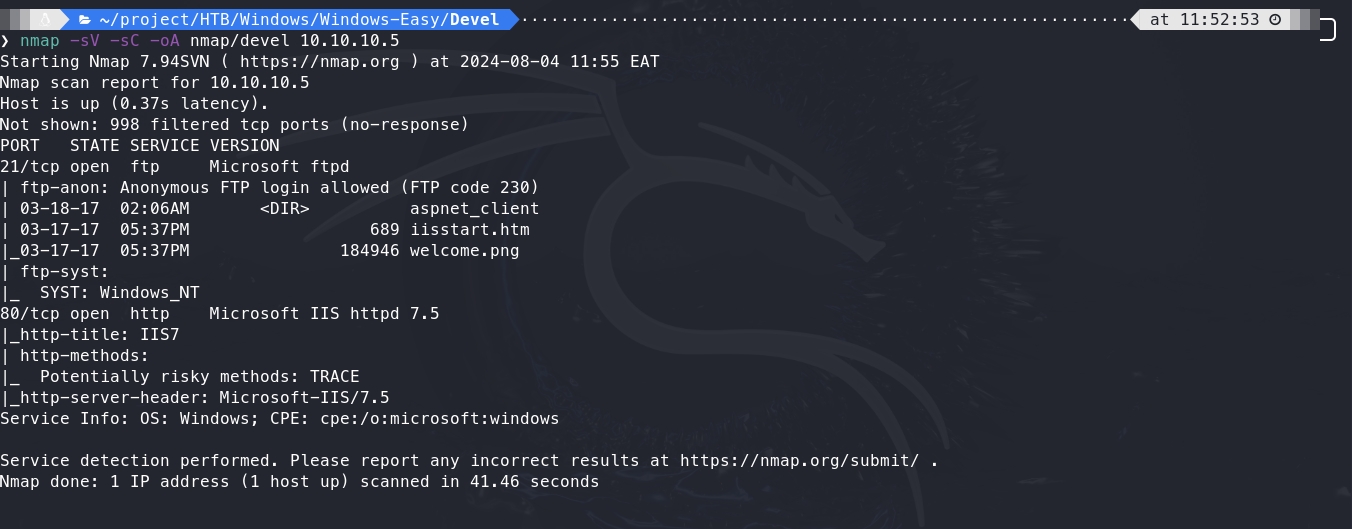 ~/project/HTB/Windows/Windows-Easy/Devel at 11:52:53
❯ nmap -sV -sC -oA nmap/devel 10.10.10.5
Starting Nmap 7.94SVN ( https://nmap.org ) at 2024-08-04 11:55 EAT
Nmap scan report for 10.10.10.5
Host is up (0.37s latency).
Not shown: 998 filtered tcp ports (no-response)
PORT   STATE SERVICE VERSION
21/tcp open  ftp     Microsoft ftpd
| ftp-anon: Anonymous FTP login allowed (FTP code 230)
| 03-18-17  02:06AM       <DIR>          aspnet_client
| 03-17-17  05:37PM                  689 iisstart.htm
|_03-17-17  05:37PM               184946 welcome.png
| ftp-syst:
|_  SYST: Windows_NT
80/tcp open  http    Microsoft IIS httpd 7.5
|_http-title: IIS7
| http-methods:
|_  Potentially risky methods: TRACE
|_http-server-header: Microsoft-IIS/7.5
Service Info: OS: Windows; CPE: cpe:/o:microsoft:windows
Service detection performed. Please report any incorrect results at https://nmap.org/submit/ .
Nmap done: 1 IP address (1 host up) scanned in 41.46 seconds